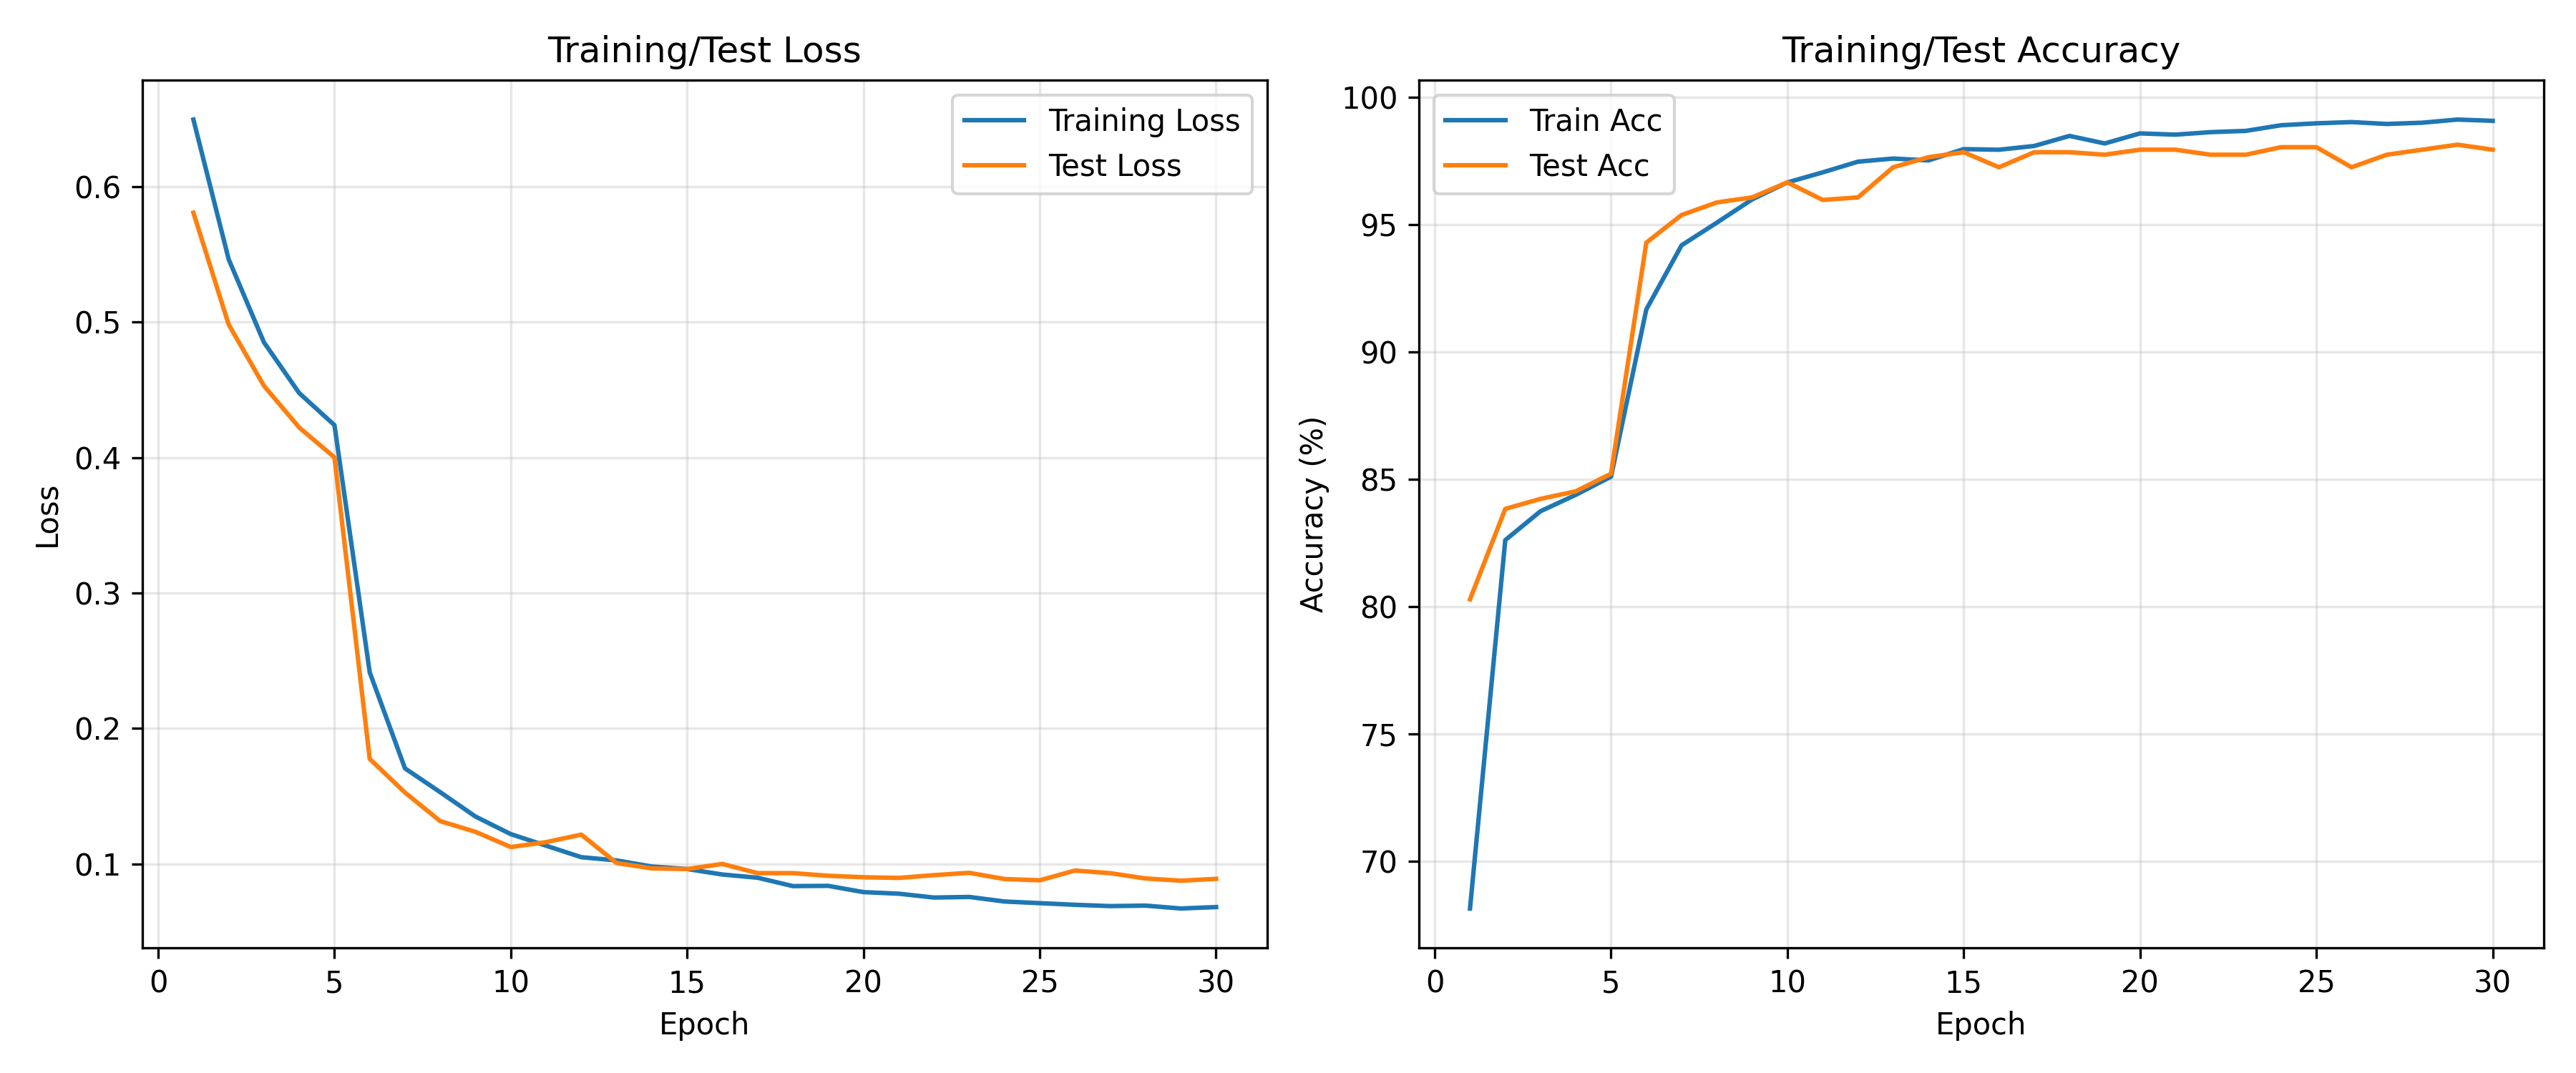 Training/Test Loss
Training Loss
Test Loss
0.6
0.5
0.4
0.3
0.2
0.1
Loss
0 5 10 15 20 25 30
Epoch
Training/Test Accuracy
Train Acc
Test Acc
100
95
90
85
80
75
70
Accuracy (%)
0 5 10 15 20 25 30
Epoch